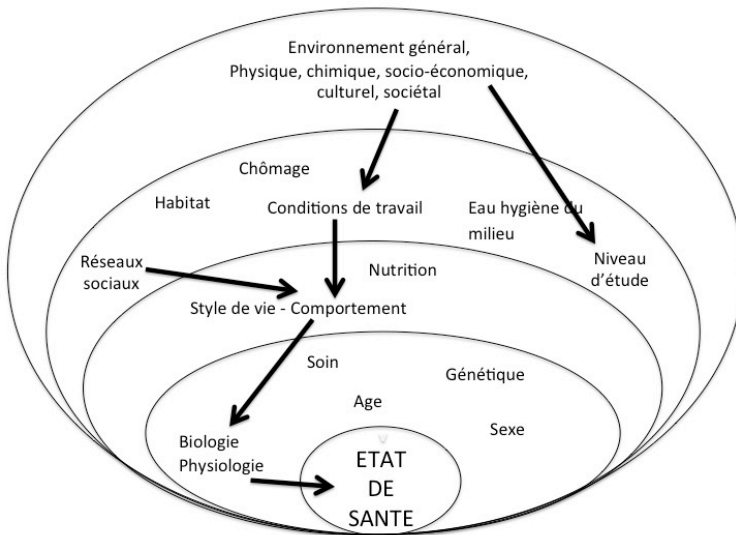 Environnement général,
Physique, chimique, socio-économique,
culturel, sociétal
Chômage
Habitat
Conditions de travail
Eau hygiène du
milieu
Réseaux
sociaux
Niveau
d’étude
Nutrition
Style de vie - Comportement
Soin
Génétique
Age
Sexe
Biologie
Physiologie
ETAT
DE
SANTE